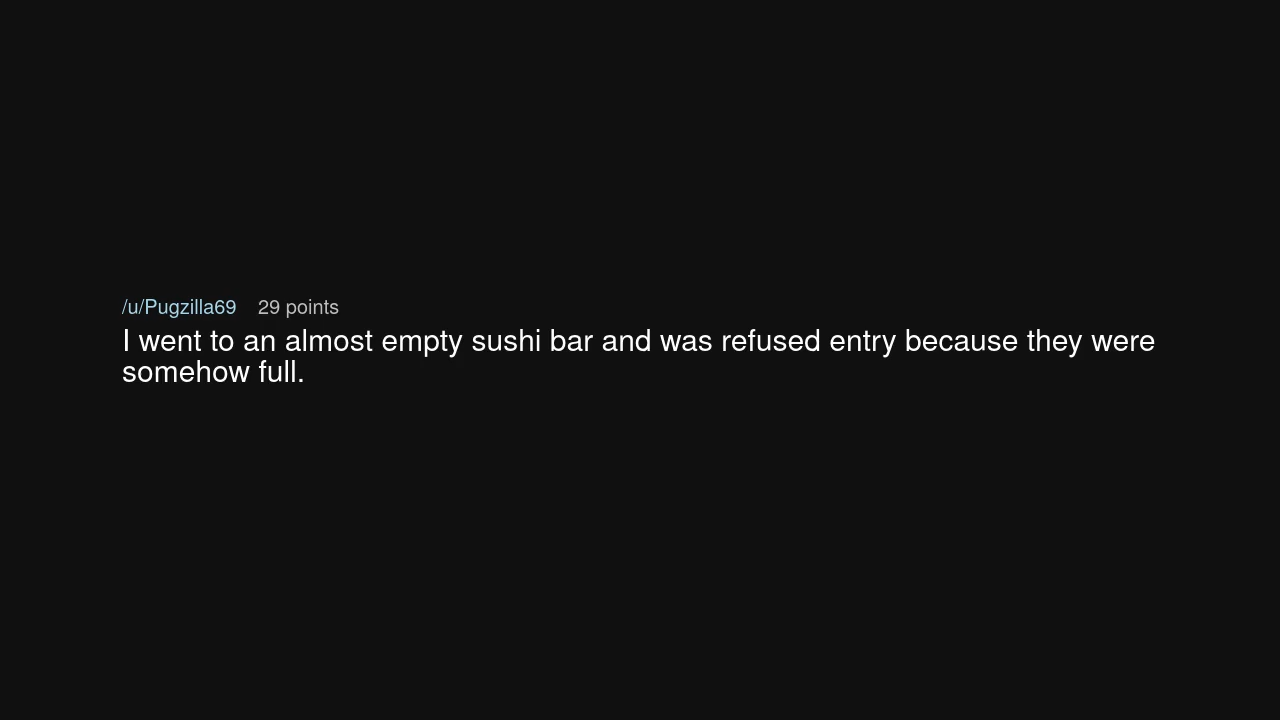 /u/Pugzilla69 29 points
I went to an almost empty sushi bar and was refused entry because they were
somehow full.